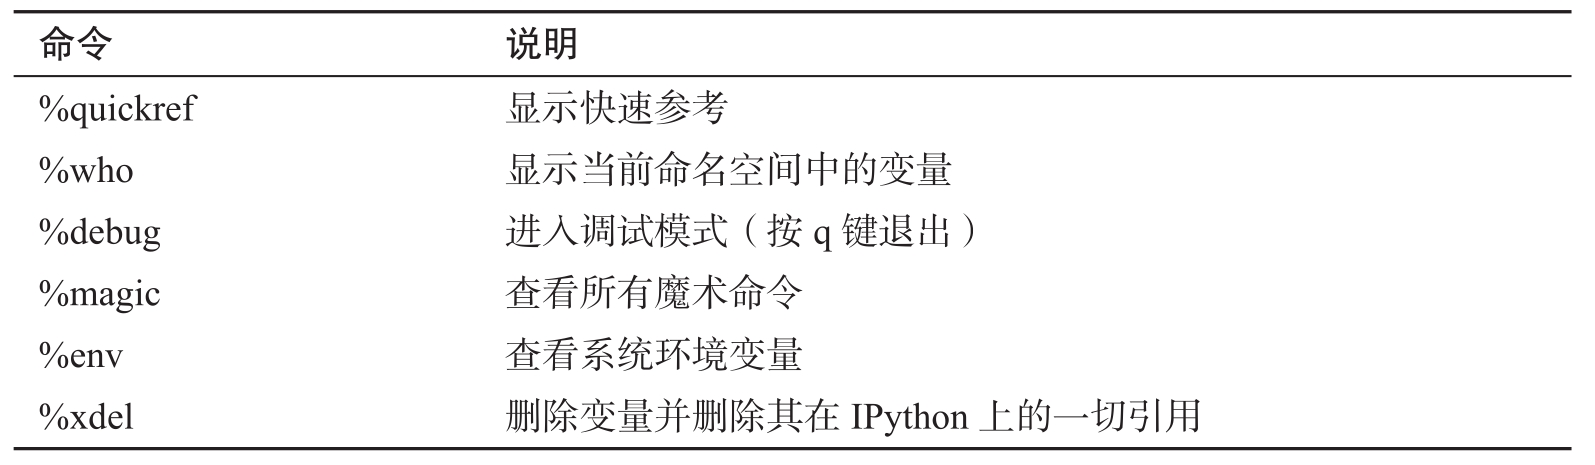 命令 说明
%quickref 显示快速参考
%who 显示当前命名空间中的变量
%debug 进入调试模式（按 q 键退出）
%magic 查看所有魔术命令
%env 查看系统环境变量
%xdel 删除变量并删除其在 IPython 上的一切引用